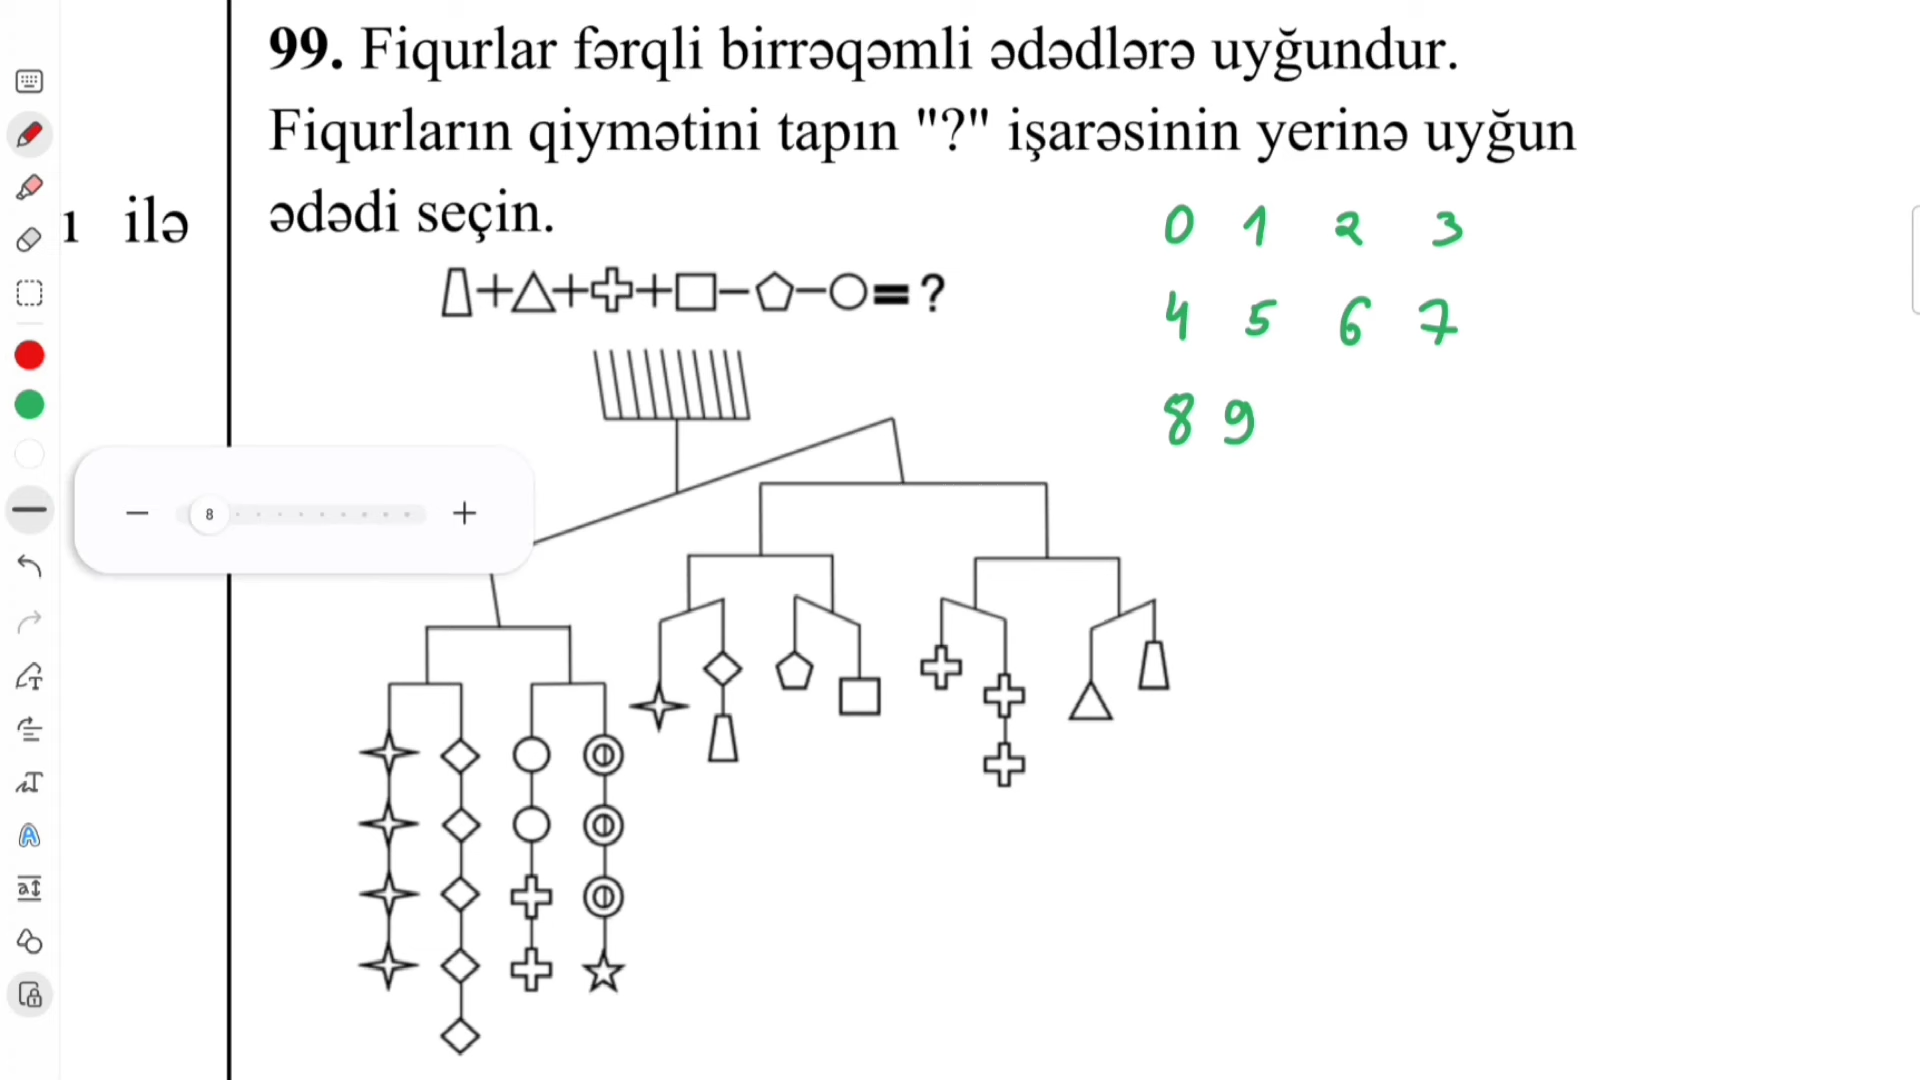 99. Fiqurlar fərqli birrəqəmli ədədlərə uyğundur.
Fiqurların qiymətini tapın "?" işarəsinin yerinə uyğun
ı ilə
ədədi seçin.
0 1 2 3
+ + + - - = ?
4 5 6 7
8 9
- 8 +